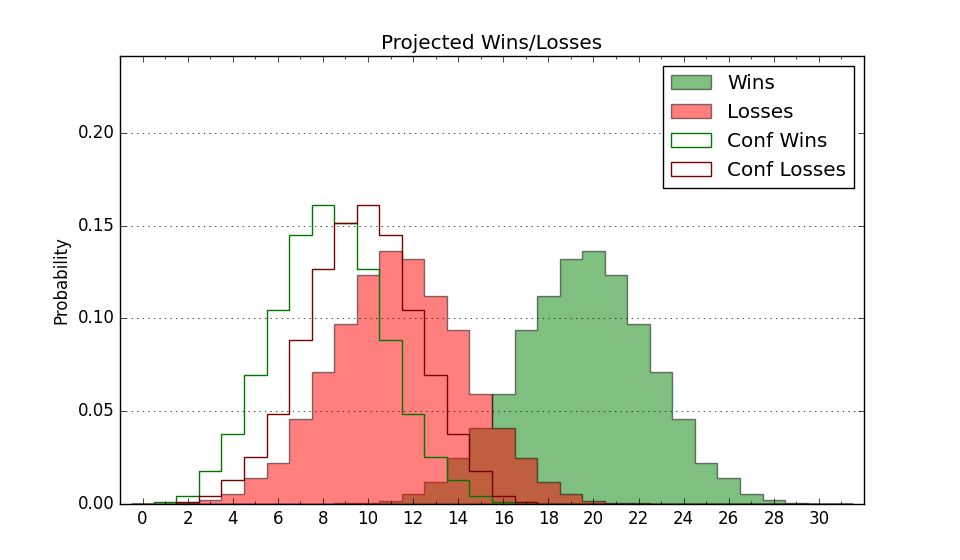 Projected Wins/Losses
Wins
Losses
Conf Wins
Conf Losses
Probability
0.20
0.15
0.10
0.05
0.00
0 2 4 6 8 10 12 14 16 18 20 22 24 26 28 30